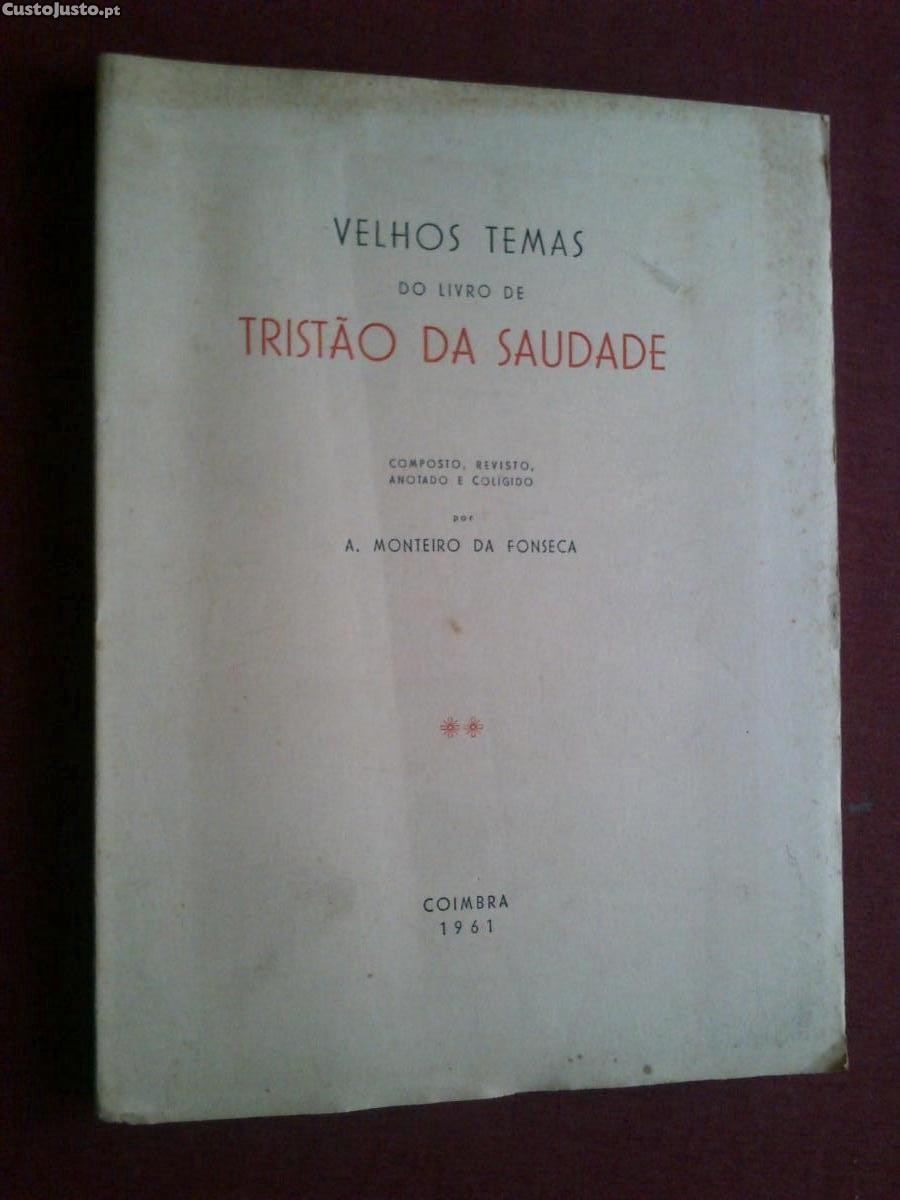 CustoJusto.pt
VELHOS TEMAS
DO LIVRO DE
TRISTÃO DA SAUDADE
COMPOSTO, REVISTO,
ANOTADO E COLIGIDO
por
A. MONTEIRO DA FONSECA
COIMBRA
1961